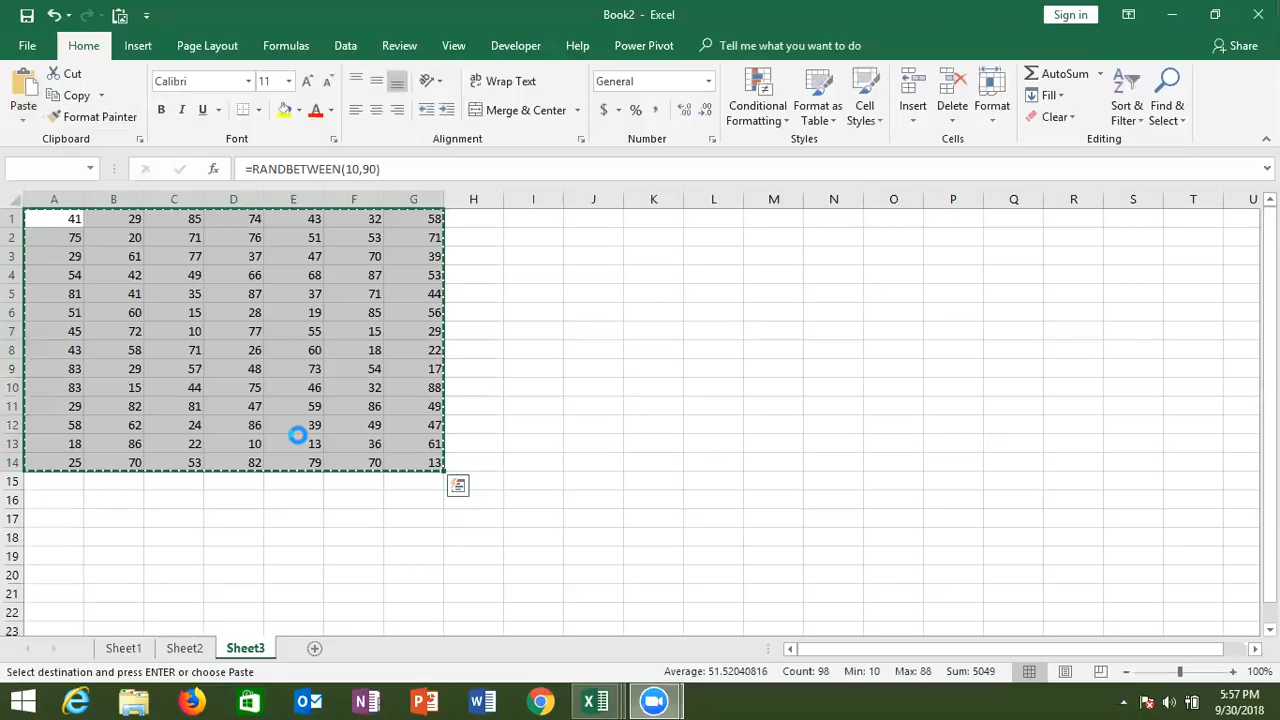 Book2 - Excel
Sign in
File Home Insert Page Layout Formulas Data Review View Developer Help Power Pivot Tell me what you want to do Share
Paste
Cut
Copy
Format Painter
Clipboard
Calibri 11
B I U
Font
Wrap Text
Merge & Center
Alignment
General
$ % ,
Number
Conditional Formatting
Format as Table
Cell Styles
Styles
Insert
Delete
Format
Cells
AutoSum
Fill
Clear
Sort & Filter
Find & Select
Editing
fx =RANDBETWEEN(10,90)
A B C D E F G H I J K L M N O P Q R S T U
1 41 29 85 74 43 32 58
2 75 20 71 76 51 53 71
3 29 61 77 37 47 70 39
4 54 42 49 66 68 87 53
5 81 41 35 87 37 71 44
6 51 60 15 28 19 85 56
7 45 72 10 77 55 15 29
8 43 58 71 26 60 18 22
9 83 29 57 48 73 54 17
10 83 15 44 75 46 32 88
11 29 82 81 47 59 86 49
12 58 62 24 86 39 49 47
13 18 86 22 10 13 36 61
14 25 70 53 82 79 70 13
15
16
17
18
19
20
21
22
23
Sheet1 Sheet2 Sheet3
Select destination and press ENTER or choose Paste Average: 51.52040816 Count: 98 Min: 10 Max: 88 Sum: 5049 100%
5:57 PM
9/30/2018